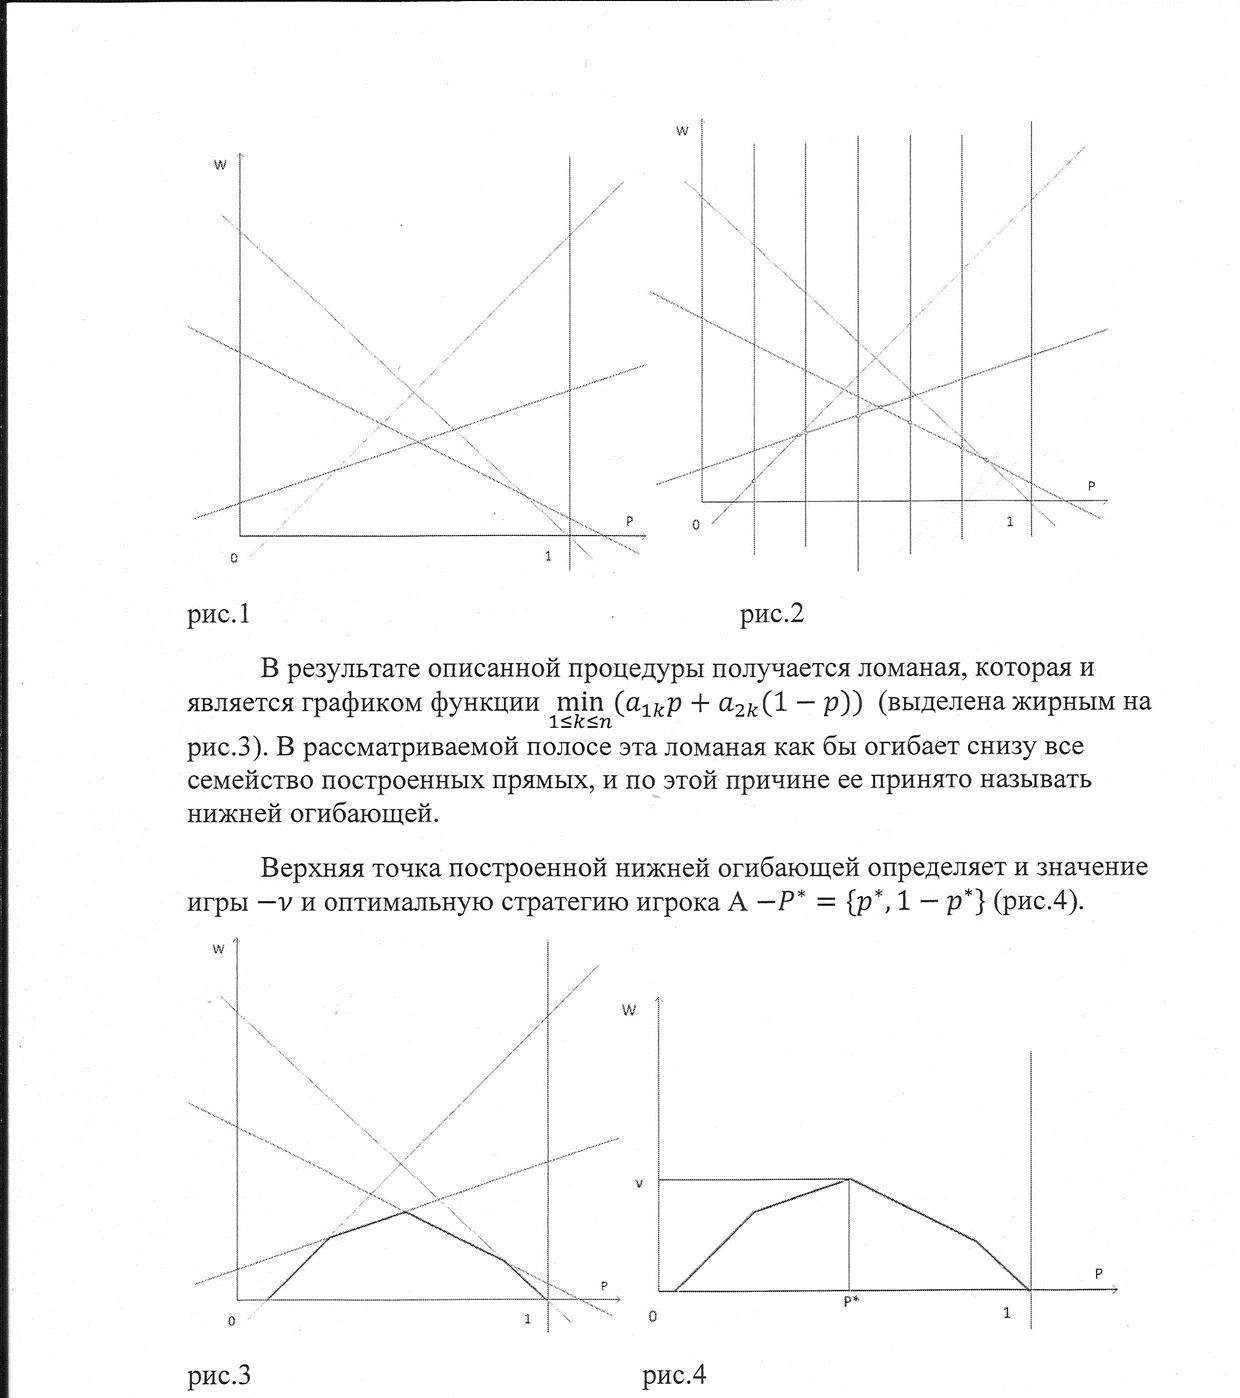 W
P
0
1
W
P
0
1
рис.1
рис.2
В результате описанной процедуры получается ломаная, которая и
является графиком функции min (a₁ₖp + a₂ₖ(1 − p)) (выделена жирным на
1≤k≤n
рис.3). В рассматриваемой полосе эта ломаная как бы огибает снизу все
семейство построенных прямых, и по этой причине ее принято называть
нижней огибающей.
Верхняя точка построенной нижней огибающей определяет и значение
игры −ν и оптимальную стратегию игрока А −P* = {p*, 1 − p*} (рис.4).
W
P
0
1
W
ν
P
0
P*
1
рис.3
рис.4